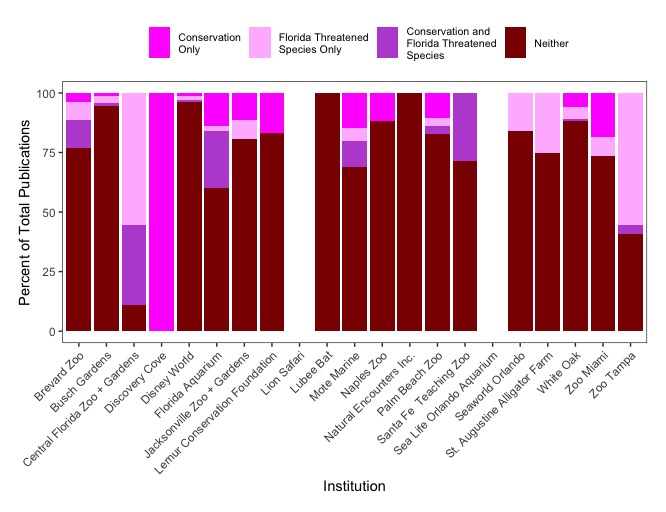 Conservation
Only
Florida Threatened
Species Only
Conservation and
Florida Threatened
Species
Neither
Percent of Total Publications
100
75
50
25
0
Brevard Zoo
Busch Gardens
Central Florida Zoo + Gardens
Discovery Cove
Disney World
Florida Aquarium
Jacksonville Zoo + Gardens
Lemur Conservation Foundation
Lion Safari
Lubee Bat
Mote Marine
Naples Zoo
Natural Encounters Inc.
Palm Beach Zoo
Santa Fe Teaching Zoo
Sea Life Orlando Aquarium
Seaworld Orlando
St. Augustine Alligator Farm
White Oak
Zoo Miami
Zoo Tampa
Institution